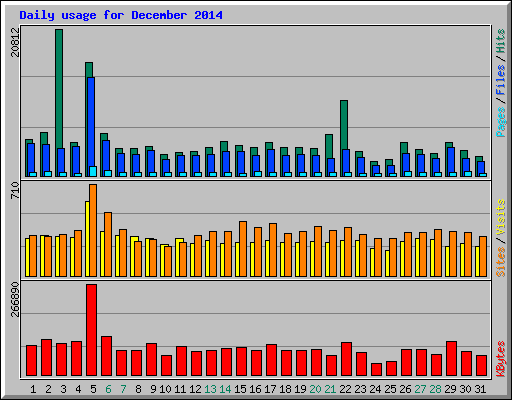 Daily usage for December 2014
20812
Pages / Files / Hits
710
Sites / Visits
266890
KBytes
1 2 3 4 5 6 7 8 9 10 11 12 13 14 15 16 17 18 19 20 21 22 23 24 25 26 27 28 29 30 31